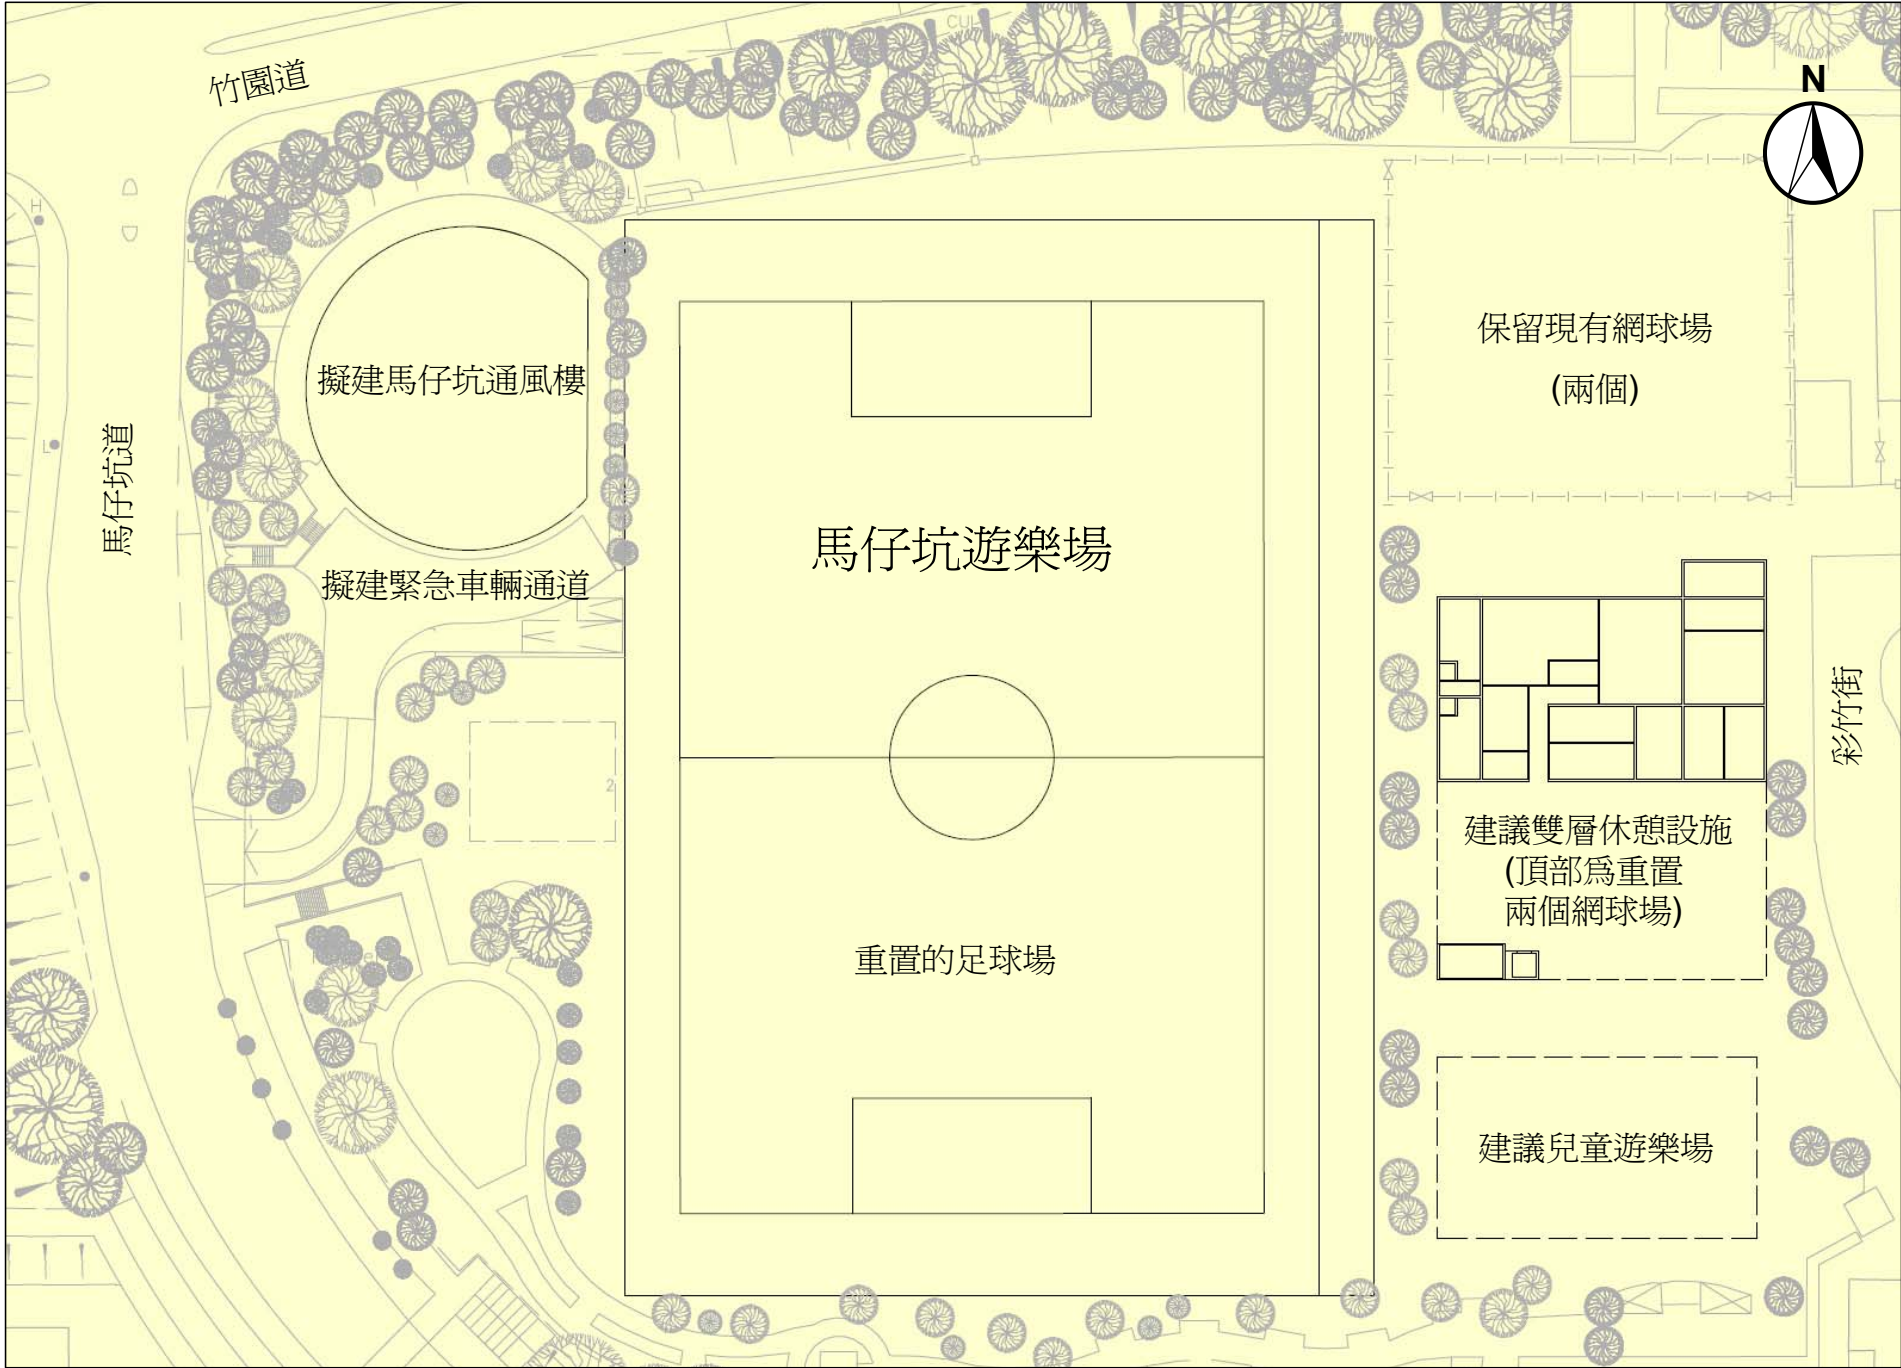 CUL
竹園道
N
H
L
L
L
保留現有網球場
(兩個)
擬建馬仔坑通風樓
馬仔坑道
馬仔坑遊樂場
擬建緊急車輛通道
彩竹街
2
建議雙層休憩設施
(頂部為重置
兩個網球場)
重置的足球場
建議兒童遊樂場